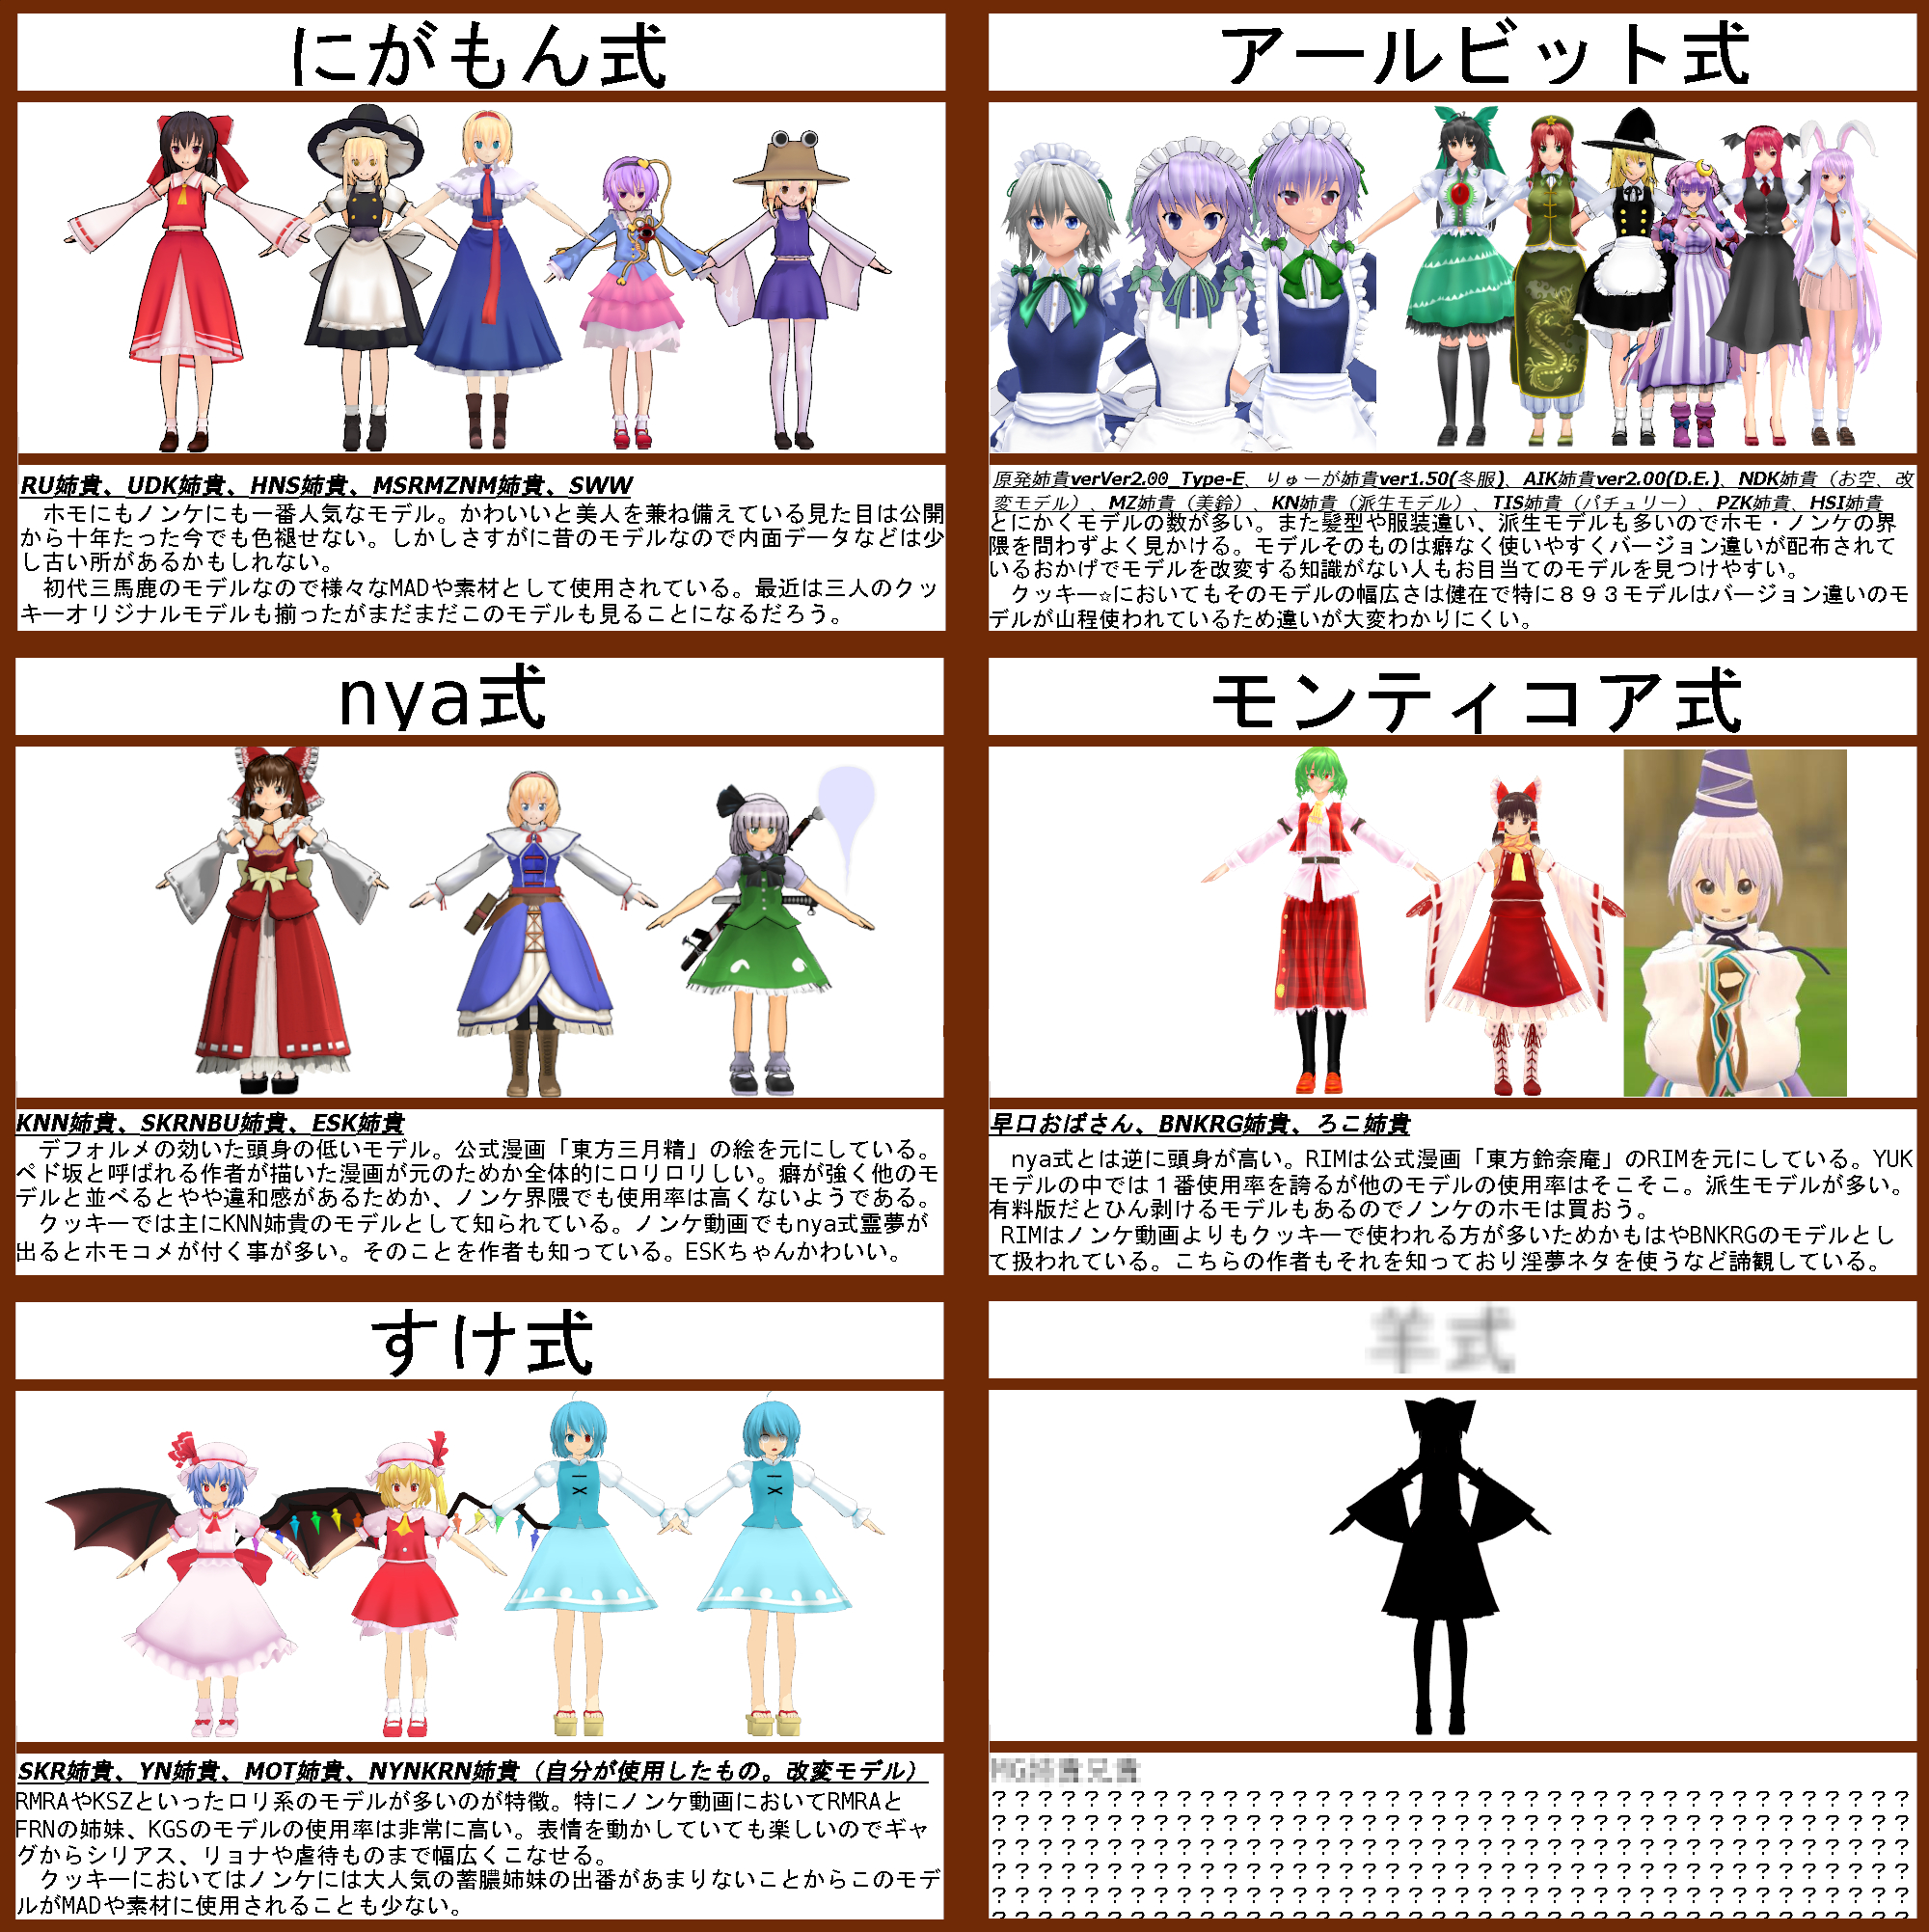 にがもん式
RU姉貴、UDK姉貴、HNS姉貴、MSRMZNM姉貴、SWW
ホモにもノンケにも一番人気なモデル。かわいいと美人を兼ね備えている見た目は公開
から十年たった今でも色褪せない。しかしさすがに昔のモデルなので内面データなどは少
し古い所があるかもしれない。
初代三馬鹿のモデルなので様々なMADや素材として使用されている。最近は三人のクッ
キーオリジナルモデルも揃ったがまだまだこのモデルも見ることになるだろう。
アールビット式
原発姉貴verVer2.00_Type-E、りゅーが姉貴ver1.50(冬服)、AIK姉貴ver2.00(D.E.)、NDK姉貴（お空、改
変モデル）、MZ姉貴（美鈴）、KN姉貴（派生モデル）、TIS姉貴（パチュリー）、PZK姉貴、HSI姉貴
とにかくモデルの数が多い。また髪型や服装違い、派生モデルも多いのでホモ・ノンケの界
隈を問わずよく見かける。モデルそのものは癖なく使いやすくバージョン違いが配布されて
いるおかげでモデルを改変する知識がない人もお目当てのモデルを見つけやすい。
クッキー☆においてもそのモデルの幅広さは健在で特に８９３モデルはバージョン違いのモ
デルが山程使われているため違いが大変わかりにくい。
nya式
KNN姉貴、SKRNBU姉貴、ESK姉貴
デフォルメの効いた頭身の低いモデル。公式漫画「東方三月精」の絵を元にしている。
ペド坂と呼ばれる作者が描いた漫画が元のためか全体的にロリロリしい。癖が強く他のモ
デルと並べるとやや違和感があるためか、ノンケ界隈でも使用率は高くないようである。
クッキーでは主にKNN姉貴のモデルとして知られている。ノンケ動画でもnya式霊夢が
出るとホモコメが付く事が多い。そのことを作者も知っている。ESKちゃんかわいい。
モンティコア式
早口おばさん、BNKRG姉貴、ろこ姉貴
nya式とは逆に頭身が高い。RIMは公式漫画「東方鈴奈庵」のRIMを元にしている。YUK
モデルの中では１番使用率を誇るが他のモデルの使用率はそこそこ。派生モデルが多い。
有料版だとひん剥けるモデルもあるのでノンケのホモは買おう。
RIMはノンケ動画よりもクッキーで使われる方が多いためかもはやBNKRGのモデルとし
て扱われている。こちらの作者もそれを知っており淫夢ネタを使うなど諦観している。
すけ式
SKR姉貴、YN姉貴、MOT姉貴、NYNKRN姉貴（自分が使用したもの。改変モデル）
RMRAやKSZといったロリ系のモデルが多いのが特徴。特にノンケ動画においてRMRAと
FRNの姉妹、KGSのモデルの使用率は非常に高い。表情を動かしていても楽しいのでギャ
グからシリアス、リョナや虐待ものまで幅広くこなせる。
クッキーにおいてはノンケには大人気の蓄膿姉妹の出番があまりないことからこのモデ
ルがMADや素材に使用されることも少ない。
羊式
？？？？？？？？？？？？？？？？？？？？？？？？？？？？？？？？？？？？？？？？
？？？？？？？？？？？？？？？？？？？？？？？？？？？？？？？？？？？？？？？？
？？？？？？？？？？？？？？？？？？？？？？？？？？？？？？？？？？？？？？？？
？？？？？？？？？？？？？？？？？？？？？？？？？？？？？？？？？？？？？？？？
？？？？？？？？？？？？？？？？？？？？？？？？？？？？？？？？？？？？？？？？
？？？？？？？？？？？？？？？？？？？？？？？？？？？？？？？？？？？？？？？？